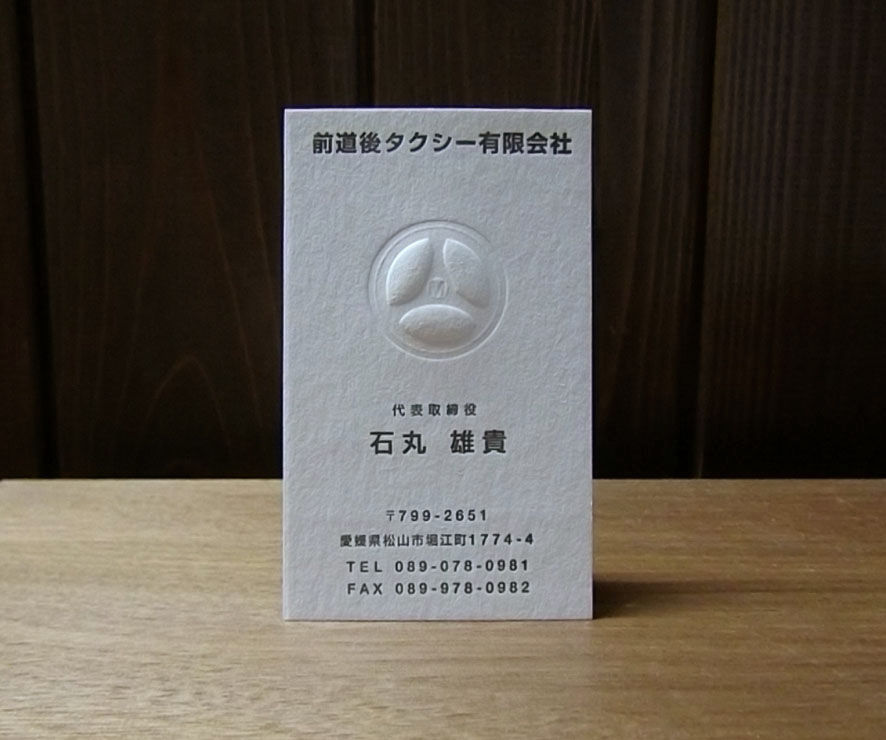 前道後タクシー有限会社
代表取締役
石丸 雄貴
〒799-2651
愛媛県松山市堀江町1774-4
TEL 089-078-0981
FAX 089-978-0982